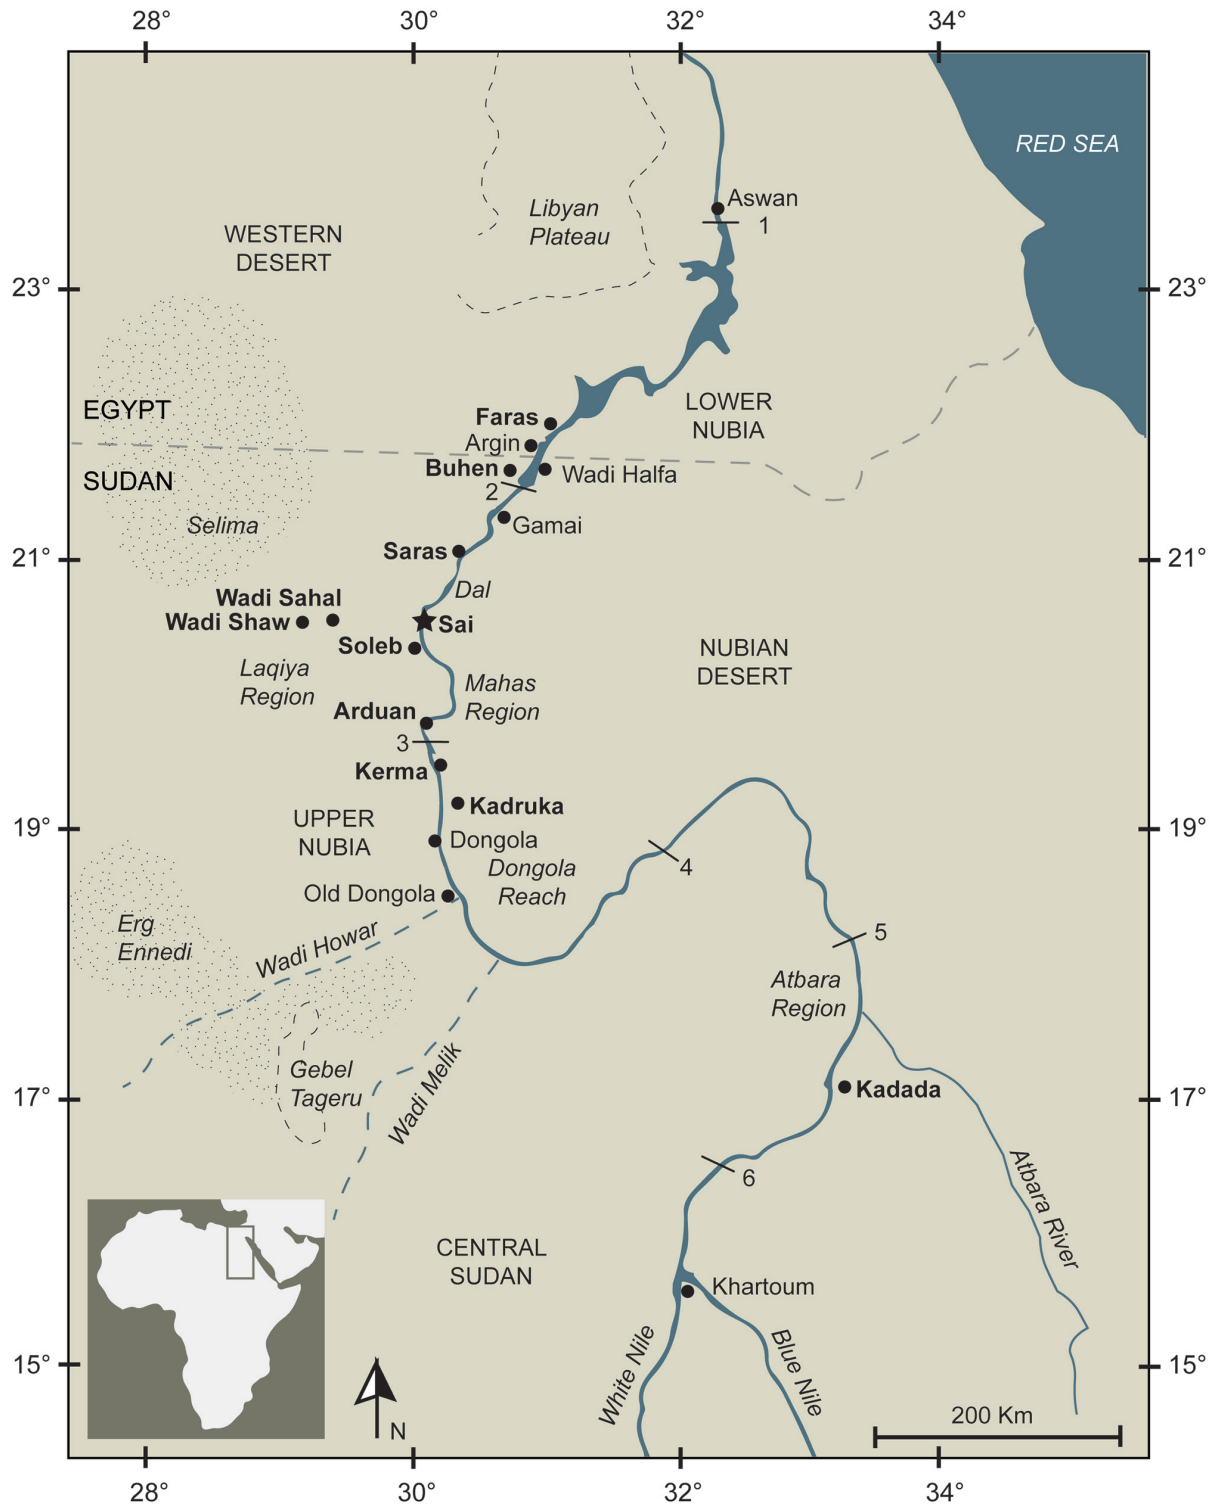 28° 30° 32° 34°
RED SEA
Aswan
1
Libyan
Plateau
WESTERN
DESERT
23° 23°
LOWER
NUBIA
EGYPT
Faras
Argin
Buhen
Wadi Halfa
SUDAN
2
Selima
Gamai
21° 21°
Saras
Dal
Wadi Sahal
Wadi Shaw
Sai
Soleb
NUBIAN
DESERT
Laqiya
Region
Mahas
Region
Arduan
3
Kerma
Kadruka
UPPER
NUBIA
19° 19°
Dongola
Dongola
Reach
4
Old Dongola
Erg
Ennedi
Wadi Howar
5
Atbara
Region
Gebel
Tageru
Wadi Melik
17° 17°
Kadada
6
Atbara River
CENTRAL
SUDAN
Khartoum
White Nile
Blue Nile
15° 15°
N
200 Km
28° 30° 32° 34°